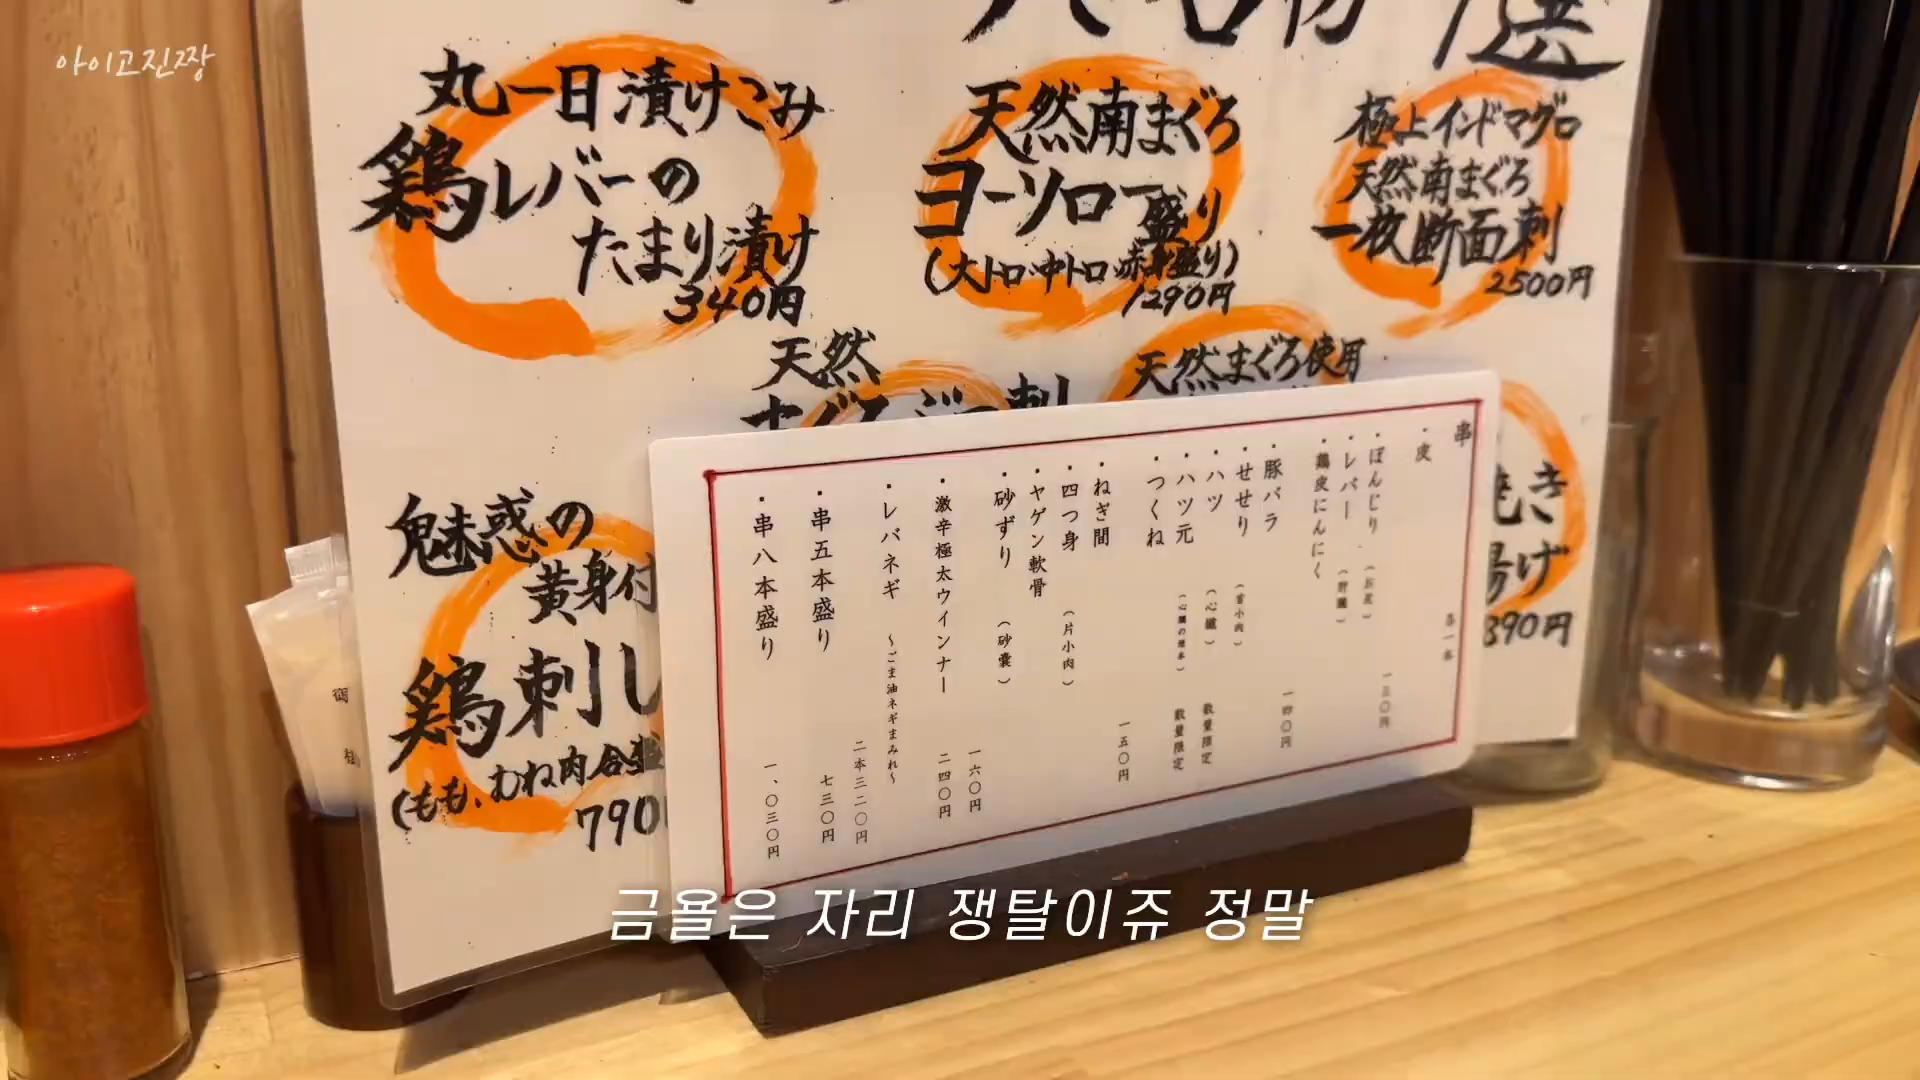 아이고진짱
丸一日漬けこみ
鶏レバーの
たまり漬け
340円
天然南まぐろ
ヨーソロー盛り
(大トロ・中トロ・赤身盛り)
1290円
極上インドマグロ
天然南まぐろ
一枚断面刺
2500円
天然
天然まぐろ使用
魅惑の
黄身付
鶏刺し
(もも、むね肉合盛
790
焼き
揚げ
890円
串
・皮
・ぼんじり
・レバー (肝臓)
一三〇円
・鶏皮にんにく
・豚バラ
一四〇円
・せせり (首小肉)
・ハツ (心臓) 数量限定
・ハツ元 数量限定
・つくね
一五〇円
・ねぎ間
・四つ身 (片小肉)
・ヤゲン軟骨
・砂ずり (砂嚢)
一六〇円
・激辛極太ウィンナー 二四〇円
・レバネギ ~ごま油ネギまみれ~
二本三二〇円
・串五本盛り 七三〇円
・串八本盛り 一、〇三〇円
금욜은 자리 쟁탈이쥬 정말